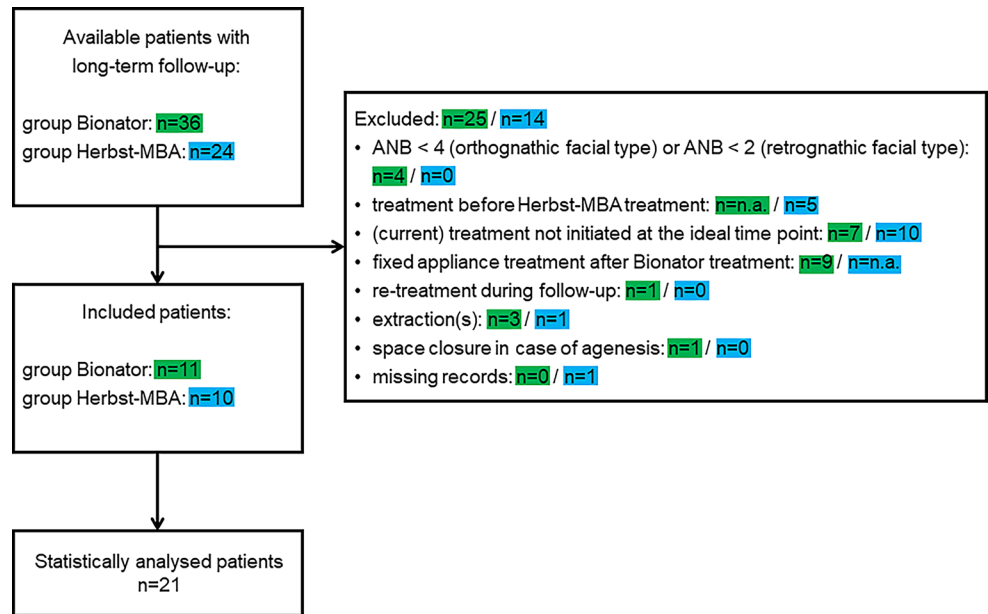 Available patients with
long-term follow-up:
group Bionator: n=36
group Herbst-MBA: n=24
Excluded: n=25 / n=14
• ANB < 4 (orthognathic facial type) or ANB < 2 (retrognathic facial type):
n=4 / n=0
• treatment before Herbst-MBA treatment: n=n.a. / n=5
• (current) treatment not initiated at the ideal time point: n=7 / n=10
• fixed appliance treatment after Bionator treatment: n=9 / n=n.a.
• re-treatment during follow-up: n=1 / n=0
• extraction(s): n=3 / n=1
• space closure in case of agenesis: n=1 / n=0
• missing records: n=0 / n=1
Included patients:
group Bionator: n=11
group Herbst-MBA: n=10
Statistically analysed patients
n=21